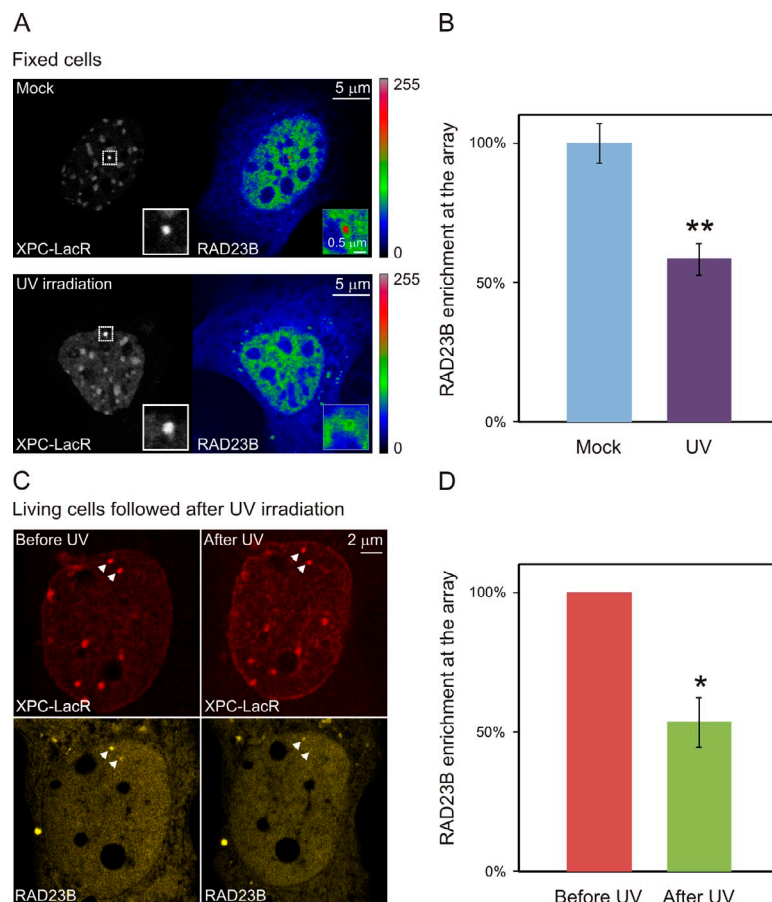 A
Fixed cells
Mock
5 μm
255
XPC-LacR
RAD23B
0.5 μm
0
UV irradiation
5 μm
255
XPC-LacR
RAD23B
0
B
RAD23B enrichment at the array
100%
50%
0%
**
Mock
UV
C
Living cells followed after UV irradiation
Before UV
After UV
2 μm
XPC-LacR
XPC-LacR
RAD23B
RAD23B
D
RAD23B enrichment at the array
100%
50%
0%
*
Before UV
After UV